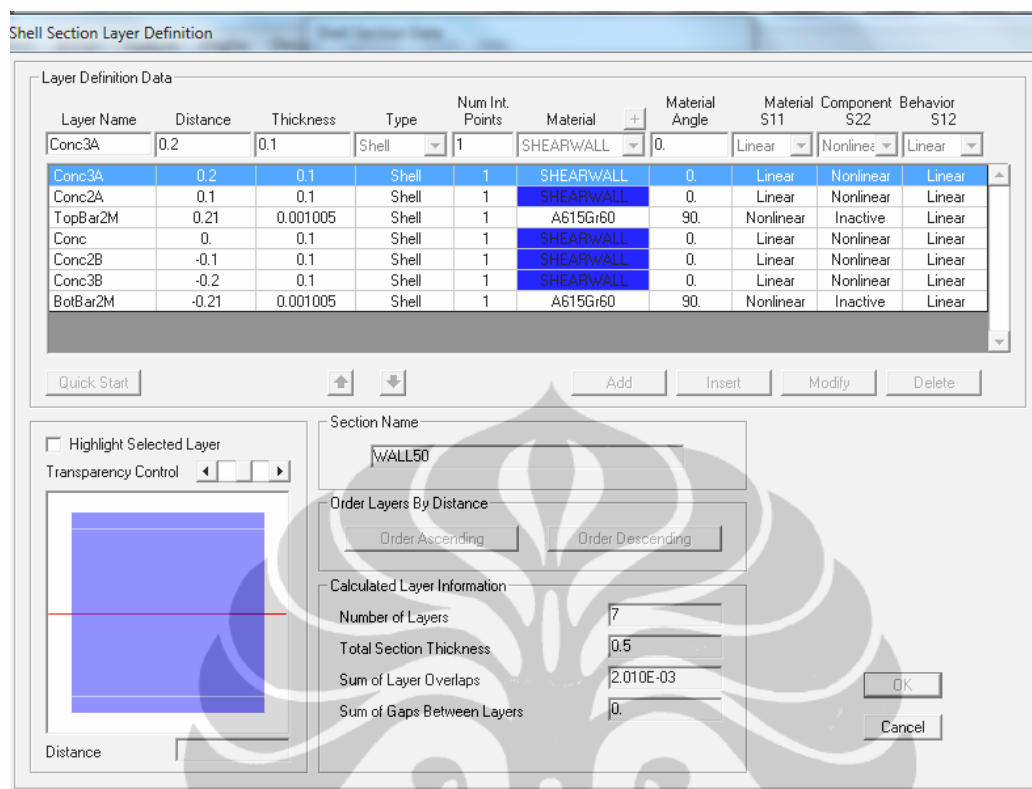 Shell Section Layer Definition
Layer Definition Data
Layer Name Distance Thickness Type Num Int. Points Material + Material Angle Material Component Behavior S11 S22 S12
Conc3A 0.2 0.1 Shell 1 SHEARWALL 0. Linear Nonlinea Linear
Conc3A 0.2 0.1 Shell 1 SHEARWALL 0. Linear Nonlinear Linear
Conc2A 0.1 0.1 Shell 1 SHEARWALL 0. Linear Nonlinear Linear
TopBar2M 0.21 0.001005 Shell 1 A615Gr60 90. Nonlinear Inactive Linear
Conc 0. 0.1 Shell 1 SHEARWALL 0. Linear Nonlinear Linear
Conc2B -0.1 0.1 Shell 1 SHEARWALL 0. Linear Nonlinear Linear
Conc3B -0.2 0.1 Shell 1 SHEARWALL 0. Linear Nonlinear Linear
BotBar2M -0.21 0.001005 Shell 1 A615Gr60 90. Nonlinear Inactive Linear
Quick Start Add Insert Modify Delete
Highlight Selected Layer
Transparency Control
Distance
Section Name
WALL50
Order Layers By Distance
Order Ascending Order Descending
Calculated Layer Information
Number of Layers 7
Total Section Thickness 0.5
Sum of Layer Overlaps 2.010E-03
Sum of Gaps Between Layers 0.
OK
Cancel